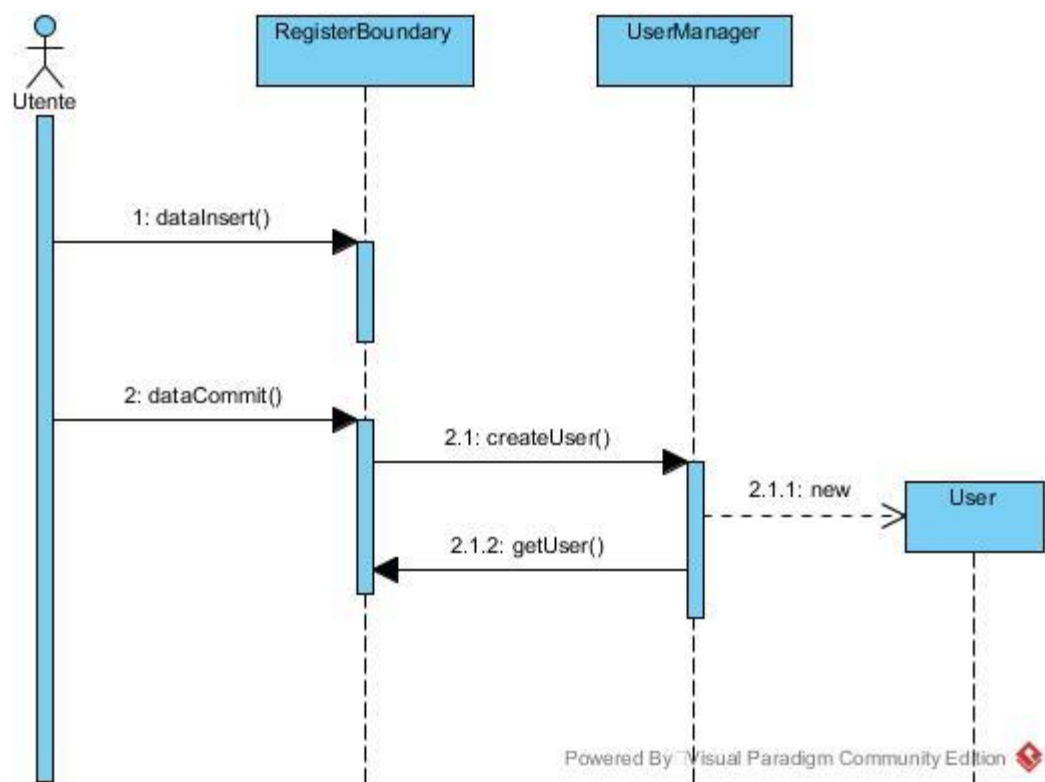 RegisterBoundary
UserManager
Utente
1: dataInsert()
2: dataCommit()
2.1: createUser()
2.1.1: new
User
2.1.2: getUser()
Powered By Visual Paradigm Community Edition